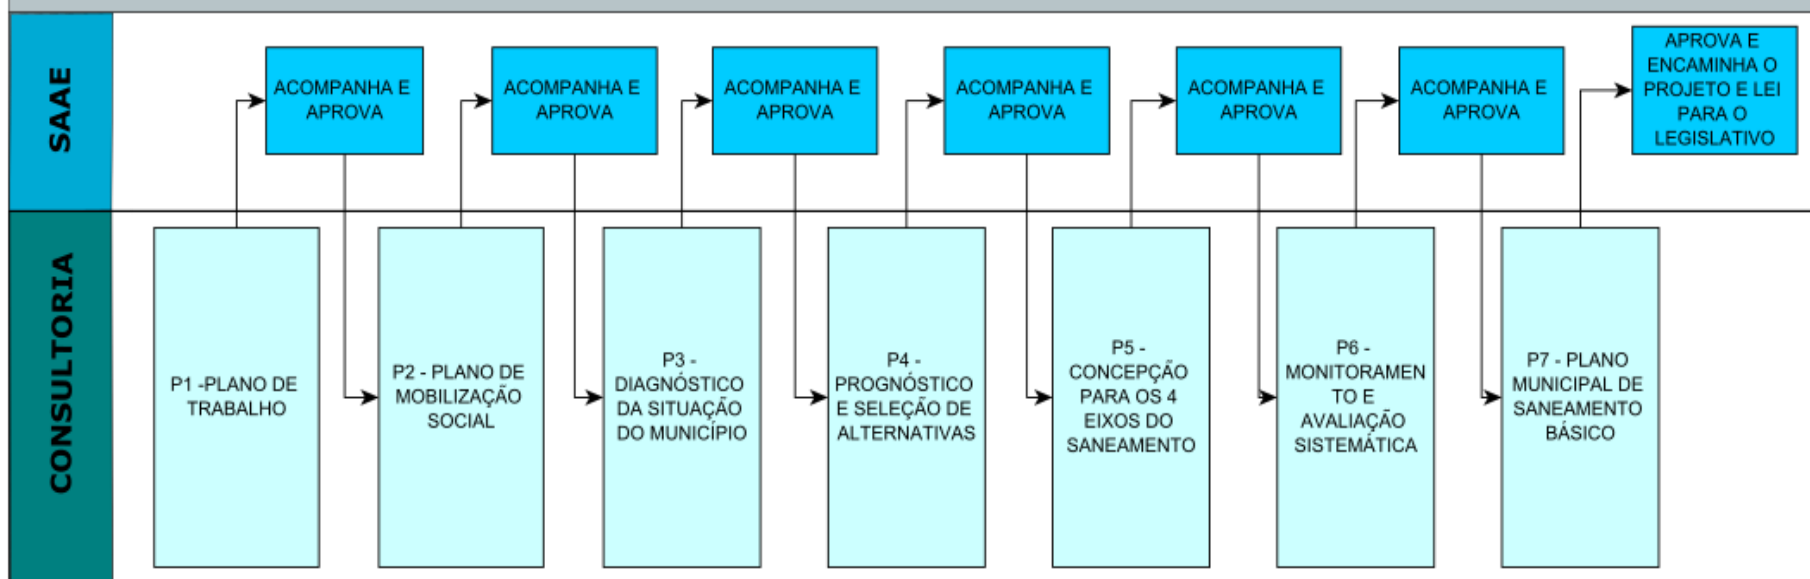 SAAE
ACOMPANHA E
APROVA
ACOMPANHA E
APROVA
ACOMPANHA E
APROVA
ACOMPANHA E
APROVA
ACOMPANHA E
APROVA
ACOMPANHA E
APROVA
APROVA E
ENCAMINHA O
PROJETO E LEI
PARA O
LEGISLATIVO
CONSULTORIA
P1 -PLANO DE
TRABALHO
P2 - PLANO DE
MOBILIZAÇÃO
SOCIAL
P3 -
DIAGNÓSTICO
DA SITUAÇÃO
DO MUNICÍPIO
P4 -
PROGNÓSTICO
E SELEÇÃO DE
ALTERNATIVAS
P5 -
CONCEPÇÃO
PARA OS 4
EIXOS DO
SANEAMENTO
P6 -
MONITORAMEN
TO E
AVALIAÇÃO
SISTEMÁTICA
P7 - PLANO
MUNICIPAL DE
SANEAMENTO
BÁSICO